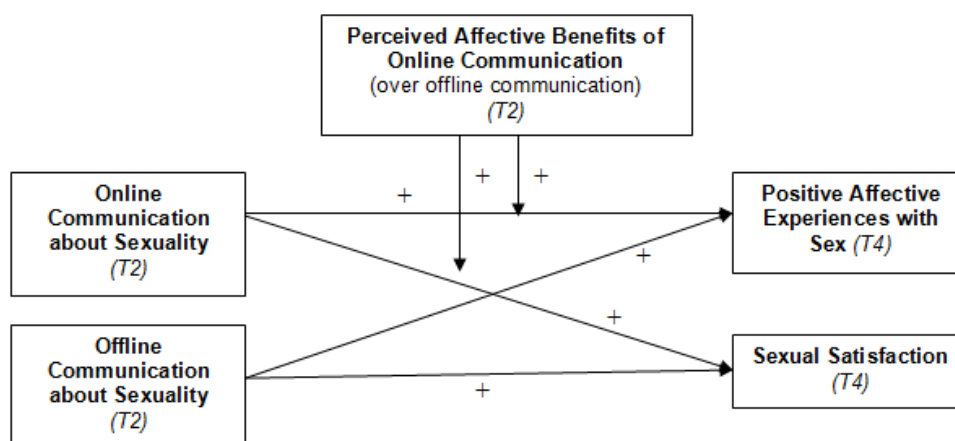 Perceived Affective Benefits of
Online Communication
(over offline communication)
(T2)
+
+
Online
Communication
about Sexuality
(T2)
+
Positive Affective
Experiences with
Sex (T4)
+
+
Offline
Communication
about Sexuality
(T2)
+
Sexual Satisfaction
(T4)